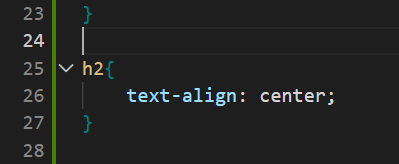 23 }
24
25 h2{
26 text-align: center;
27 }
28